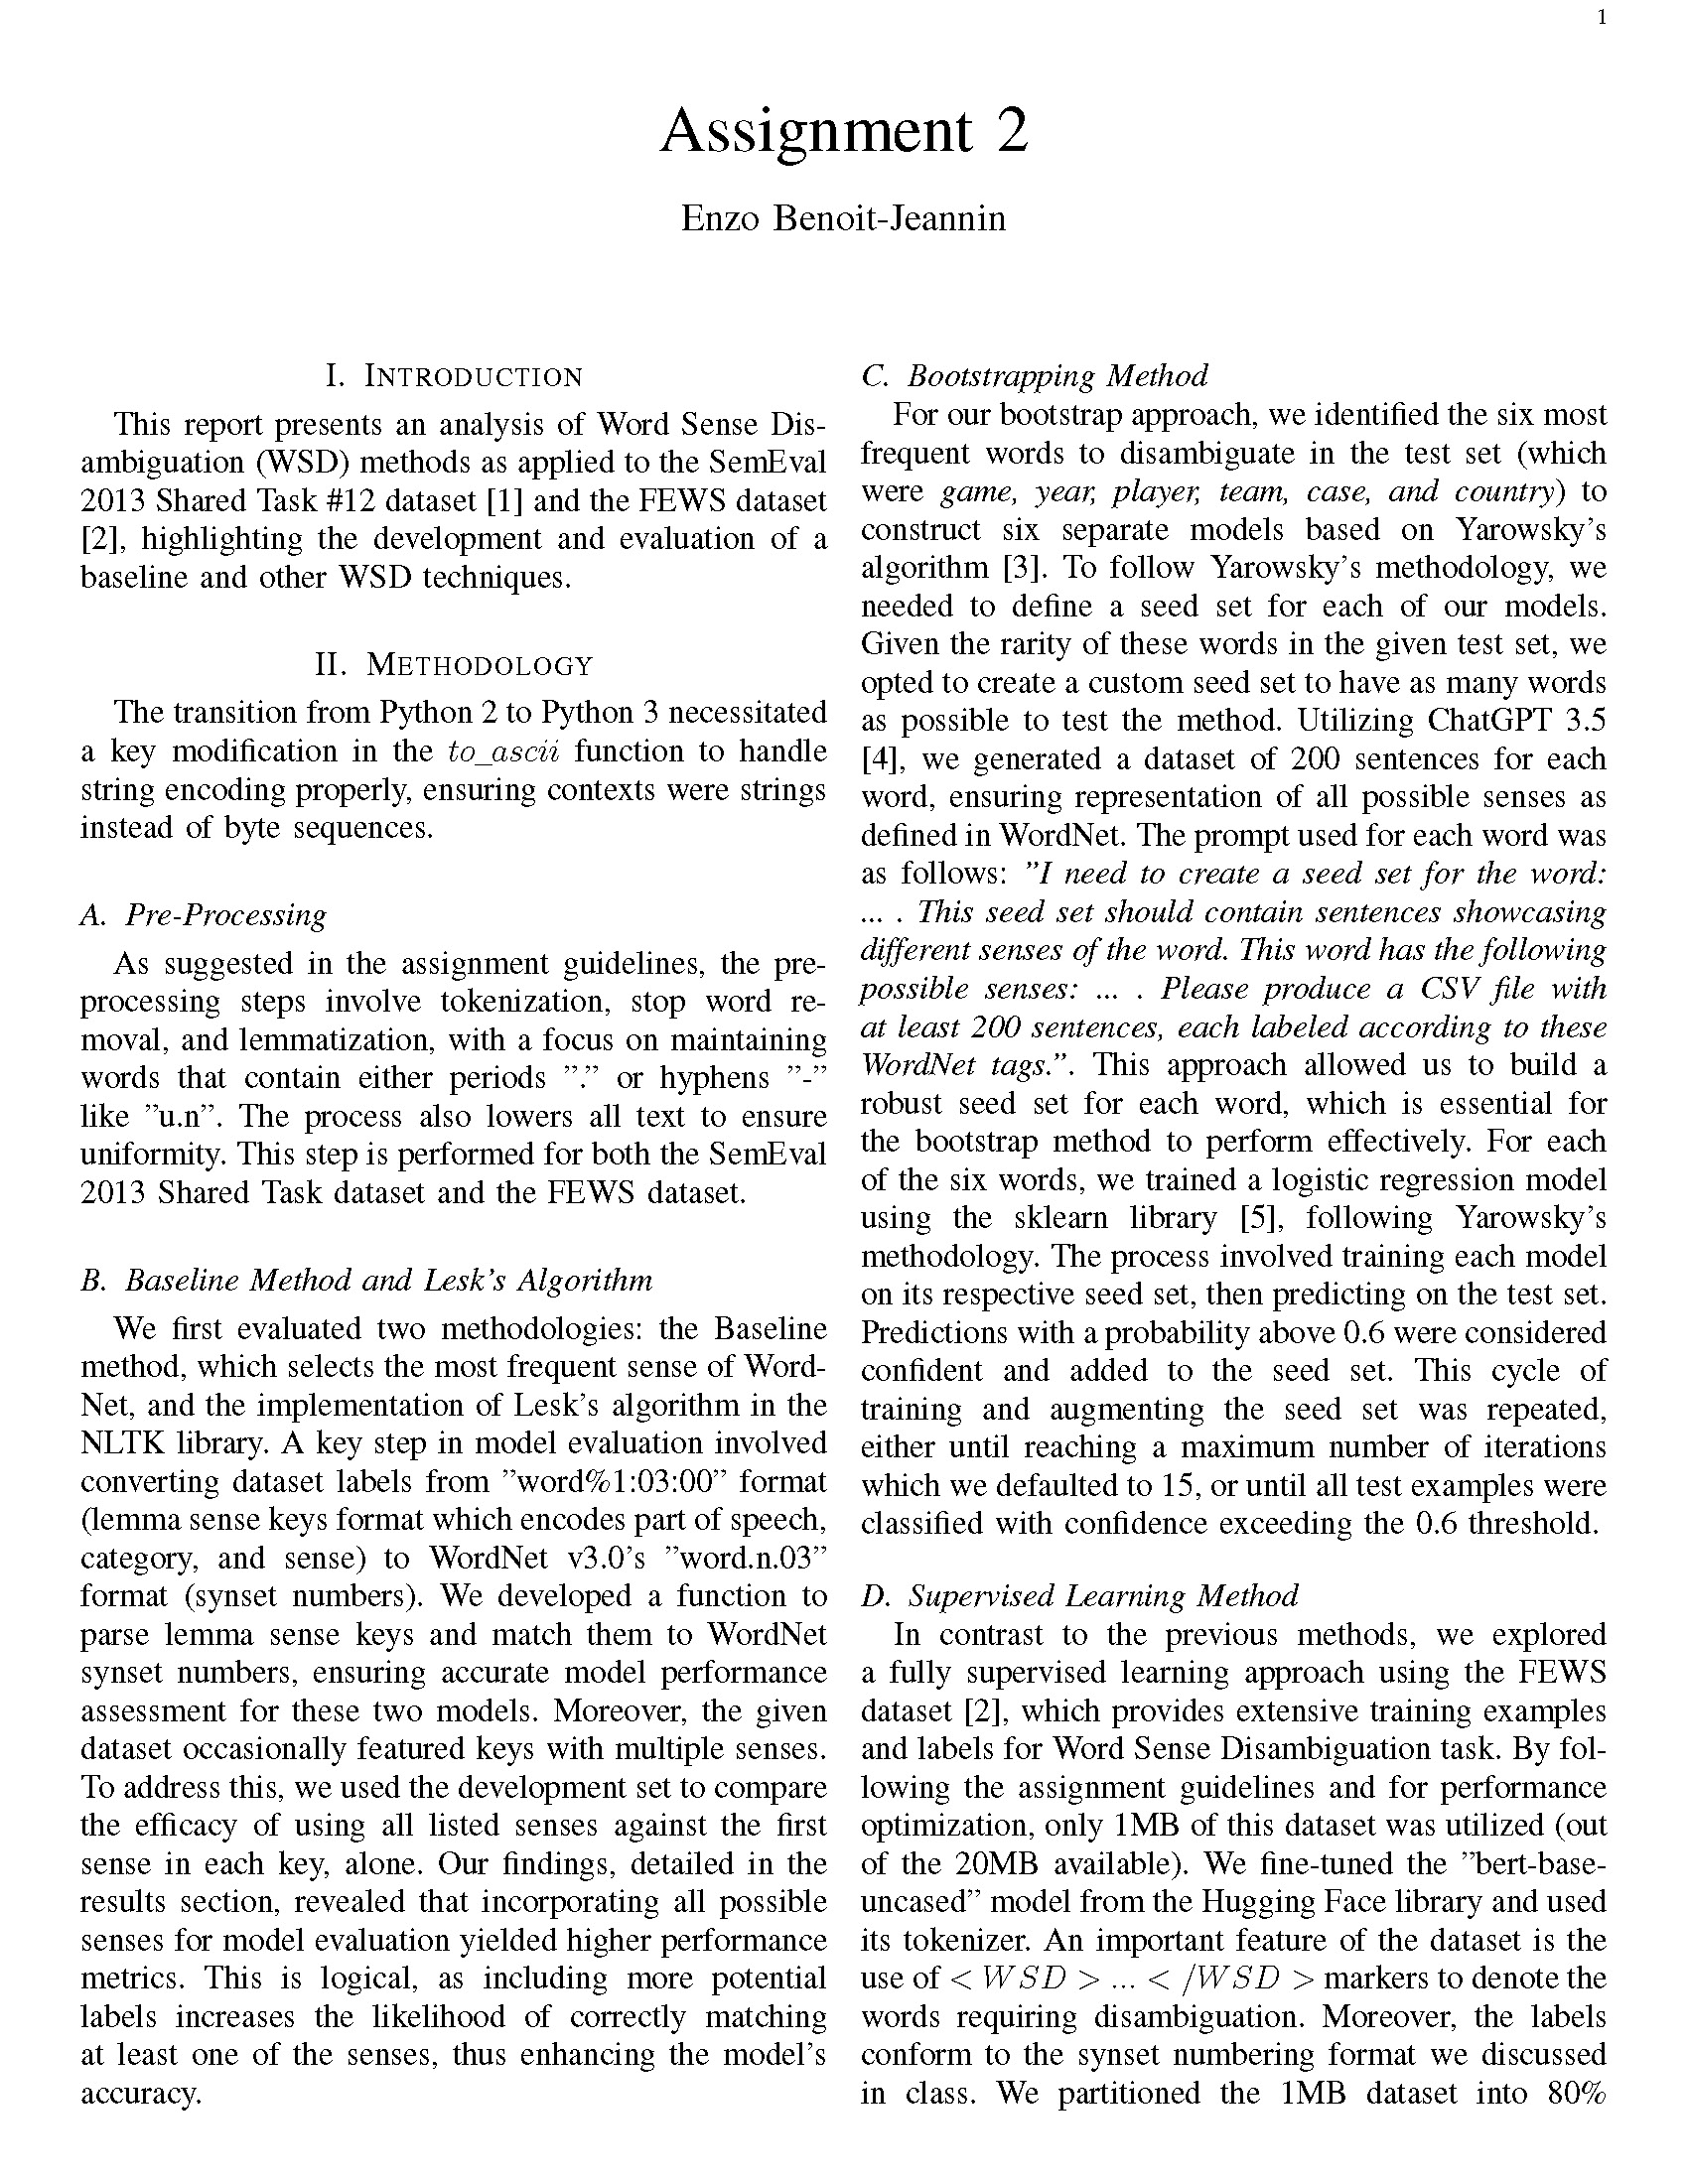 1
Assignment 2
Enzo Benoit-Jeannin
I. INTRODUCTION
This report presents an analysis of Word Sense Dis-
ambiguation (WSD) methods as applied to the SemEval
2013 Shared Task #12 dataset [1] and the FEWS dataset
[2], highlighting the development and evaluation of a
baseline and other WSD techniques.
II. METHODOLOGY
The transition from Python 2 to Python 3 necessitated
a key modification in the to_ascii function to handle
string encoding properly, ensuring contexts were strings
instead of byte sequences.
A. Pre-Processing
As suggested in the assignment guidelines, the pre-
processing steps involve tokenization, stop word re-
moval, and lemmatization, with a focus on maintaining
words that contain either periods ”.” or hyphens ”-”
like ”u.n”. The process also lowers all text to ensure
uniformity. This step is performed for both the SemEval
2013 Shared Task dataset and the FEWS dataset.
B. Baseline Method and Lesk’s Algorithm
We first evaluated two methodologies: the Baseline
method, which selects the most frequent sense of Word-
Net, and the implementation of Lesk’s algorithm in the
NLTK library. A key step in model evaluation involved
converting dataset labels from ”word%1:03:00” format
(lemma sense keys format which encodes part of speech,
category, and sense) to WordNet v3.0’s ”word.n.03”
format (synset numbers). We developed a function to
parse lemma sense keys and match them to WordNet
synset numbers, ensuring accurate model performance
assessment for these two models. Moreover, the given
dataset occasionally featured keys with multiple senses.
To address this, we used the development set to compare
the efficacy of using all listed senses against the first
sense in each key, alone. Our findings, detailed in the
results section, revealed that incorporating all possible
senses for model evaluation yielded higher performance
metrics. This is logical, as including more potential
labels increases the likelihood of correctly matching
at least one of the senses, thus enhancing the model’s
accuracy.
C. Bootstrapping Method
For our bootstrap approach, we identified the six most
frequent words to disambiguate in the test set (which
were game, year, player, team, case, and country) to
construct six separate models based on Yarowsky’s
algorithm [3]. To follow Yarowsky’s methodology, we
needed to define a seed set for each of our models.
Given the rarity of these words in the given test set, we
opted to create a custom seed set to have as many words
as possible to test the method. Utilizing ChatGPT 3.5
[4], we generated a dataset of 200 sentences for each
word, ensuring representation of all possible senses as
defined in WordNet. The prompt used for each word was
as follows: ”I need to create a seed set for the word:
... . This seed set should contain sentences showcasing
different senses of the word. This word has the following
possible senses: ... . Please produce a CSV file with
at least 200 sentences, each labeled according to these
WordNet tags.”. This approach allowed us to build a
robust seed set for each word, which is essential for
the bootstrap method to perform effectively. For each
of the six words, we trained a logistic regression model
using the sklearn library [5], following Yarowsky’s
methodology. The process involved training each model
on its respective seed set, then predicting on the test set.
Predictions with a probability above 0.6 were considered
confident and added to the seed set. This cycle of
training and augmenting the seed set was repeated,
either until reaching a maximum number of iterations
which we defaulted to 15, or until all test examples were
classified with confidence exceeding the 0.6 threshold.
D. Supervised Learning Method
In contrast to the previous methods, we explored
a fully supervised learning approach using the FEWS
dataset [2], which provides extensive training examples
and labels for Word Sense Disambiguation task. By fol-
lowing the assignment guidelines and for performance
optimization, only 1MB of this dataset was utilized (out
of the 20MB available). We fine-tuned the ”bert-base-
uncased” model from the Hugging Face library and used
its tokenizer. An important feature of the dataset is the
use of < WSD > ... < /WSD > markers to denote the
words requiring disambiguation. Moreover, the labels
conform to the synset numbering format we discussed
in class. We partitioned the 1MB dataset into 80%